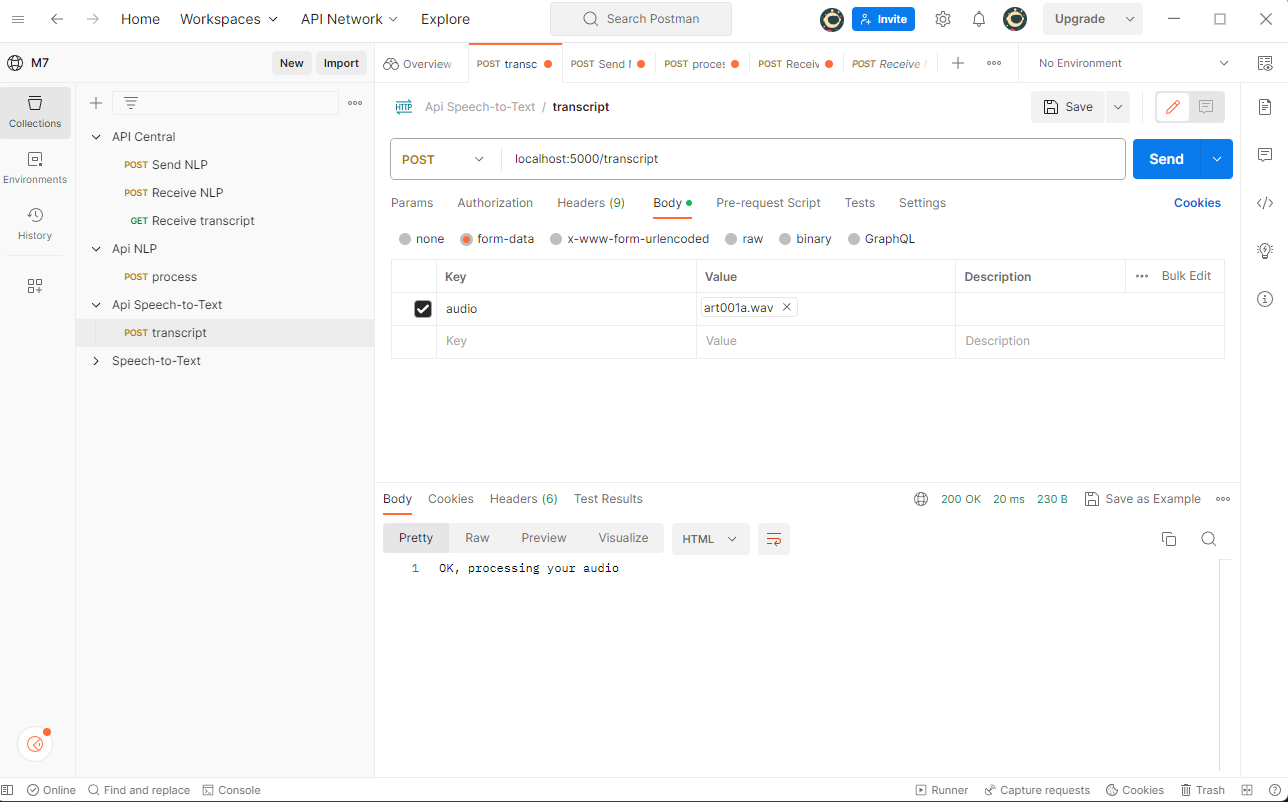 Home Workspaces API Network Explore Search Postman Invite Upgrade
M7 New Import
Overview POST transc POST Send POST proces POST Receiv POST Receive No Environment
Collections
Environments
History
API Central
POST Send NLP
POST Receive NLP
GET Receive transcript
Api NLP
POST process
Api Speech-to-Text
POST transcript
Speech-to-Text
HTTP Api Speech-to-Text / transcript Save
POST localhost:5000/transcript Send
Params Authorization Headers (9) Body Pre-request Script Tests Settings Cookies
none form-data x-www-form-urlencoded raw binary GraphQL
Key Value Description Bulk Edit
audio art001a.wav
Key Value Description
Body Cookies Headers (6) Test Results 200 OK 20 ms 230 B Save as Example
Pretty Raw Preview Visualize HTML
1 OK, processing your audio
Online Find and replace Console Runner Capture requests Cookies Trash